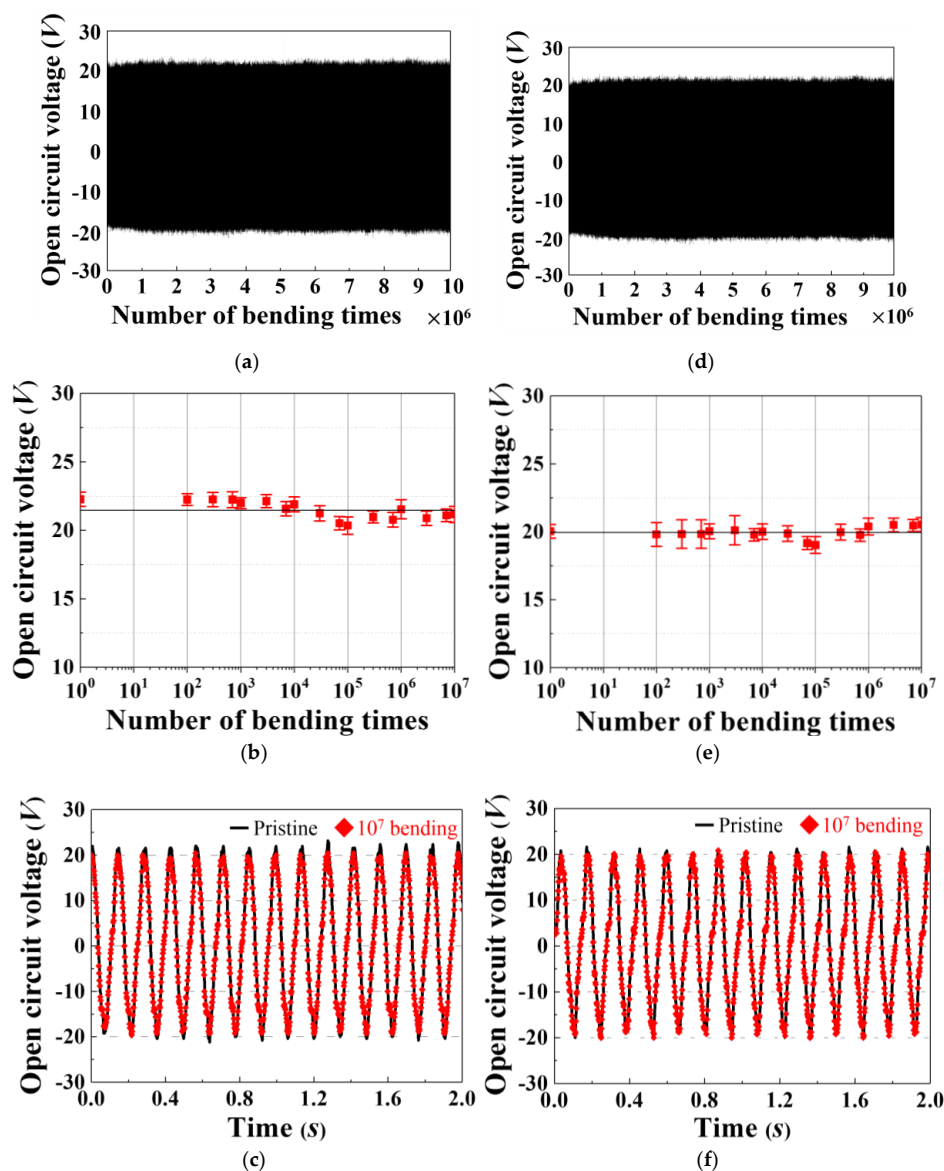 Open circuit voltage (V)
30
20
10
0
-10
-20
-30
0 1 2 3 4 5 6 7 8 9 10
Number of bending times ×10⁶
(a)
Open circuit voltage (V)
30
20
10
0
-10
-20
-30
0 1 2 3 4 5 6 7 8 9 10
Number of bending times ×10⁶
(d)
Open circuit voltage (V)
30
25
20
15
10
10⁰ 10¹ 10² 10³ 10⁴ 10⁵ 10⁶ 10⁷
Number of bending times
(b)
Open circuit voltage (V)
30
25
20
15
10
10⁰ 10¹ 10² 10³ 10⁴ 10⁵ 10⁶ 10⁷
Number of bending times
(e)
Open circuit voltage (V)
30
20
10
0
-10
-20
-30
Pristine 10⁷ bending
0.0 0.4 0.8 1.2 1.6 2.0
Time (s)
(c)
Open circuit voltage (V)
30
20
10
0
-10
-20
-30
Pristine 10⁷ bending
0.0 0.4 0.8 1.2 1.6 2.0
Time (s)
(f)